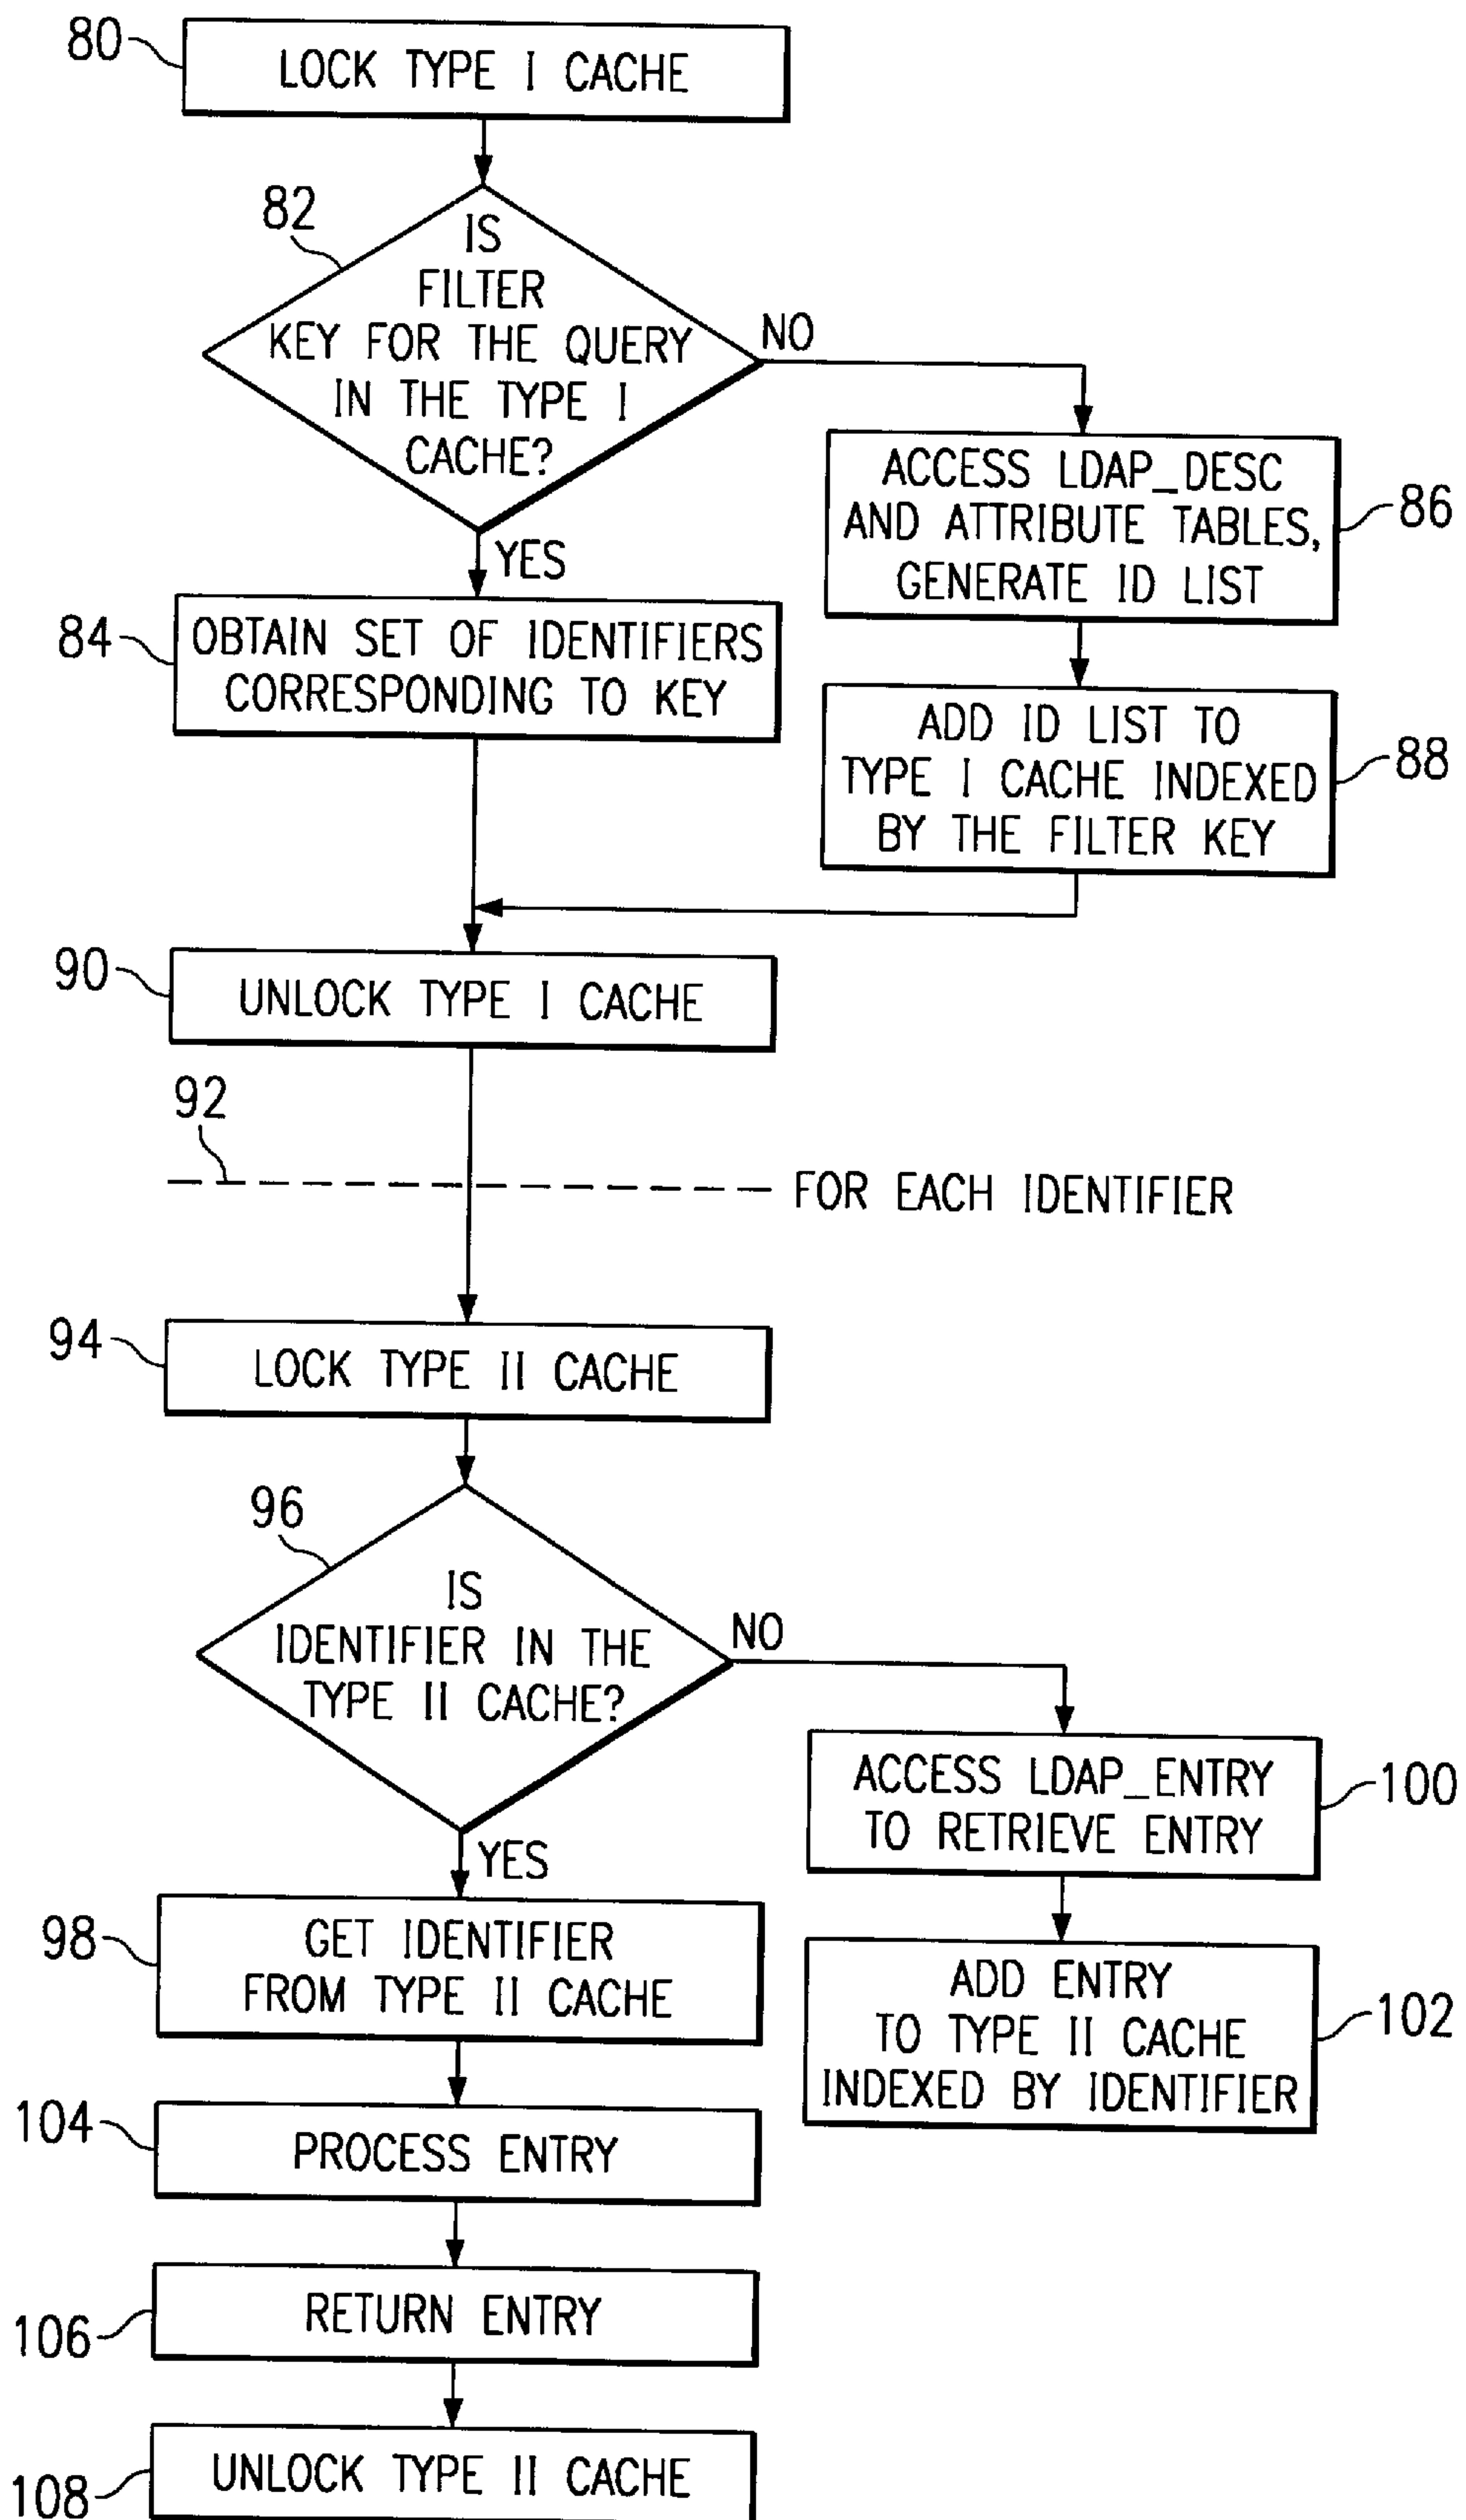 80
LOCK TYPE I CACHE
82
IS
FILTER
KEY FOR THE QUERY
IN THE TYPE I
CACHE?
NO
YES
ACCESS LDAP_DESC
AND ATTRIBUTE TABLES,
GENERATE ID LIST
86
84
OBTAIN SET OF IDENTIFIERS
CORRESPONDING TO KEY
ADD ID LIST TO
TYPE I CACHE INDEXED
BY THE FILTER KEY
88
90
UNLOCK TYPE I CACHE
92
FOR EACH IDENTIFIER
94
LOCK TYPE II CACHE
96
IS
IDENTIFIER IN THE
TYPE II CACHE?
NO
YES
ACCESS LDAP_ENTRY
TO RETRIEVE ENTRY
100
98
GET IDENTIFIER
FROM TYPE II CACHE
ADD ENTRY
TO TYPE II CACHE
INDEXED BY IDENTIFIER
102
104
PROCESS ENTRY
106
RETURN ENTRY
108
UNLOCK TYPE II CACHE